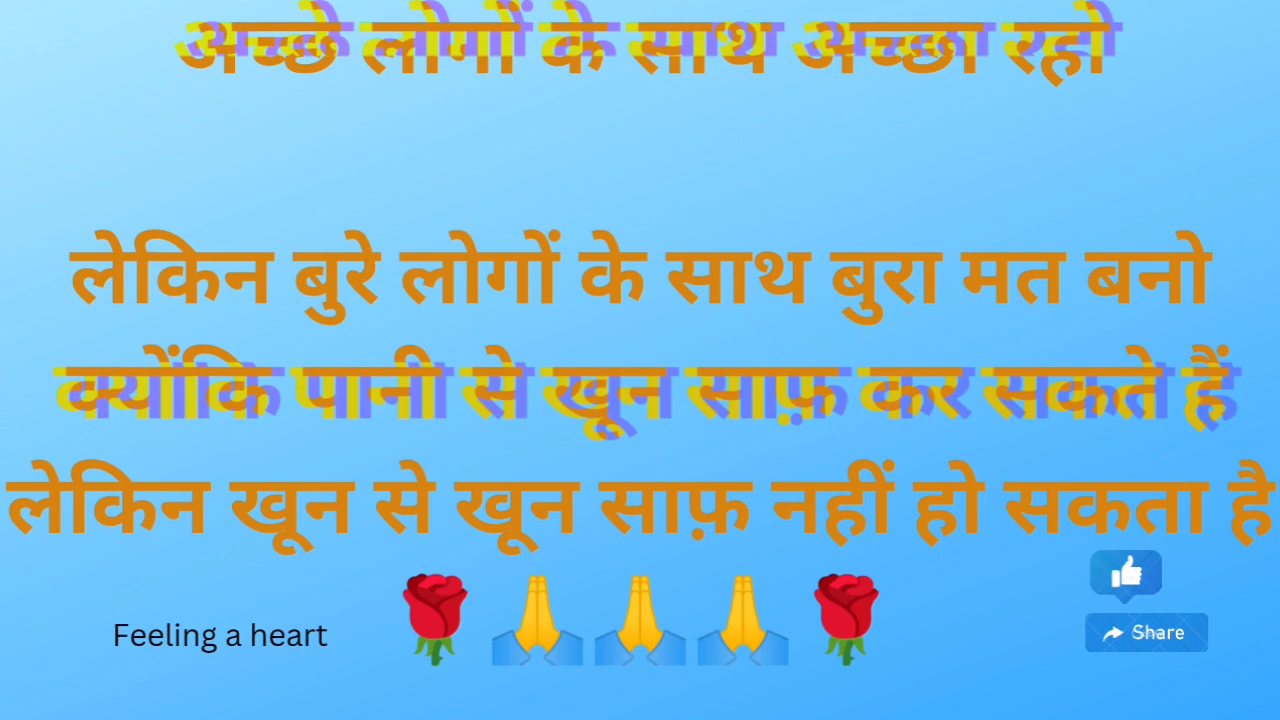 अच्छे लोगों के साथ अच्छा रहो
लेकिन बुरे लोगों के साथ बुरा मत बनो
क्योंकि पानी से खून साफ़ कर सकते हैं
लेकिन खून से खून साफ़ नहीं हो सकता है
🌹🙏🙏🙏🌹
Feeling a heart
Share